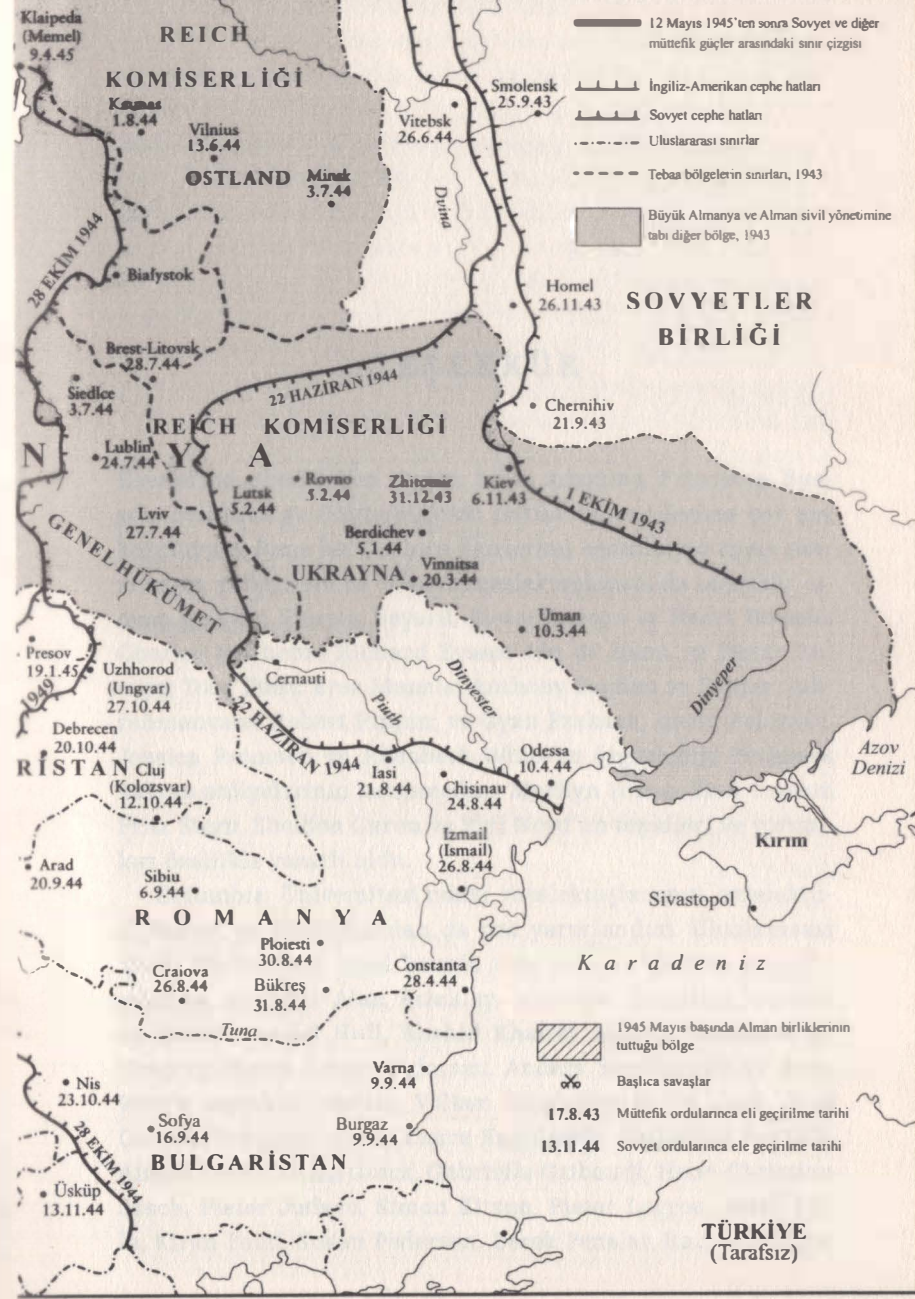 Klaipeda
(Memel)
9.4.45
REICH
KOMİSERLİĞİ
Kaunas
1.8.44
Vilnius
13.6.44
OSTLAND
Minsk
3.7.44
Vitebsk
26.6.44
Smolensk
25.9.43
Dvina
12 Mayıs 1945'ten sonra Sovyet ve diğer
müttefik güçler arasındaki sınır çizgisi
İngiliz-Amerikan cephe hatları
Sovyet cephe hatları
Uluslararası sınırlar
Tebaa bölgelerin sınırları, 1943
Büyük Almanya ve Alman sivil yönetimine
tabı diğer bölge, 1943
28 EKİM 1944
Białystok
Homel
26.11.43
SOVYETLER
BİRLİĞİ
Brest-Litovsk
28.7.44
Siedlce
3.7.44
22 HAZİRAN 1944
Chernihiv
21.9.43
REICH KOMİSERLİĞİ
N Y A
Lublin
24.7.44
Lutsk
5.2.44
Rovno
5.2.44
Zhitomir
31.12.43
Kiev
6.11.43
1 EKİM 1943
Lviv
27.7.44
Berdichev
5.1.44
GENEL HÜKÜMET
UKRAYNA
Vinnitsa
20.3.44
Uman
10.3.44
Presov
19.1.45
Uzhhorod
(Ungvar)
27.10.44
1949
Cernauti
Pruth
Dinyester
Dinyeper
22 HAZİRAN 1944
Debrecen
20.10.44
RİSTAN
Cluj
(Kolozsvar)
12.10.44
Iasi
21.8.44
Chisinau
24.8.44
Odessa
10.4.44
Azov
Denizi
Izmail
(Ismail)
26.8.44
Kırım
Arad
20.9.44
Sibiu
6.9.44
Sivastopol
ROMANYA
Ploiesti
30.8.44
Craiova
26.8.44
Bükreş
31.8.44
Constanta
28.4.44
Karadeniz
Tuna
1945 Mayıs başında Alman birliklerinin
tuttuğu bölge
Başlıca savaşlar
17.8.43 Müttefik ordularınca eli geçirilme tarihi
13.11.44 Sovyet ordularınca ele geçirilme tarihi
Varna
9.9.44
Nis
23.10.44
28 EKİM 1944
Sofya
16.9.44
Burgaz
9.9.44
BULGARİSTAN
Üsküp
13.11.44
TÜRKİYE
(Tarafsız)